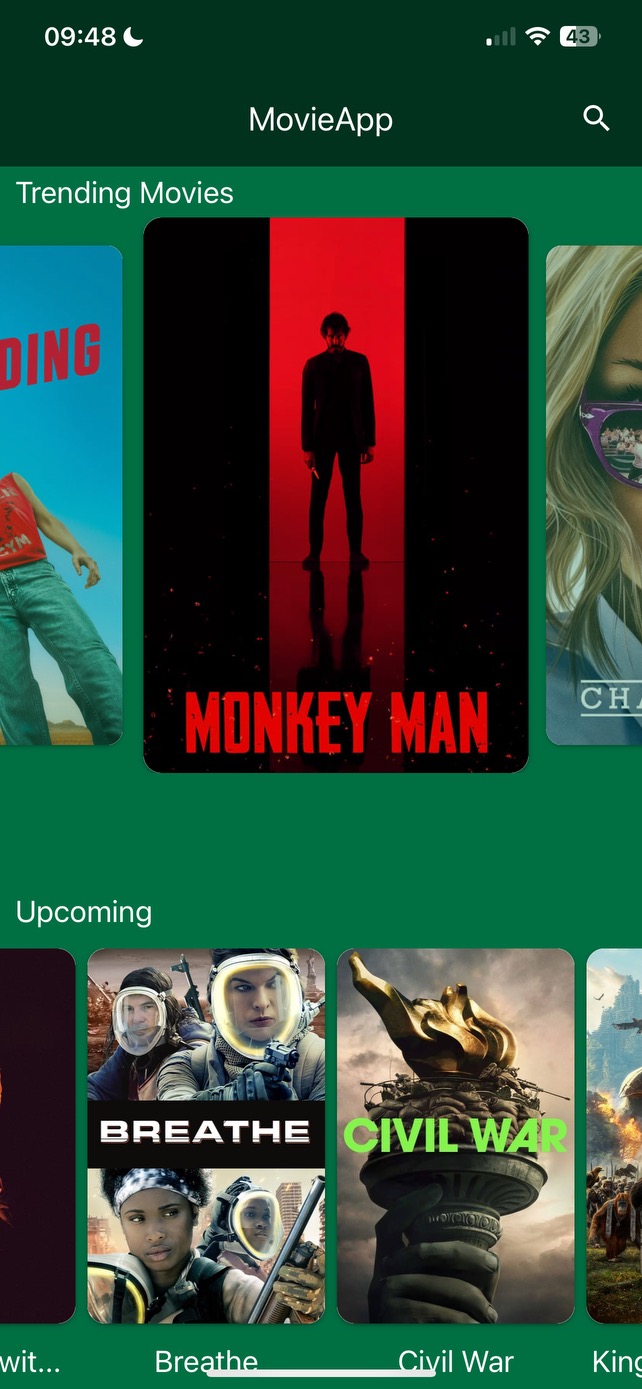 09:48
43
MovieApp
Trending Movies
DING
MONKEY MAN
CHA
Upcoming
BREATHE
CIVIL WAR
wit...
Breathe
Civil War
King